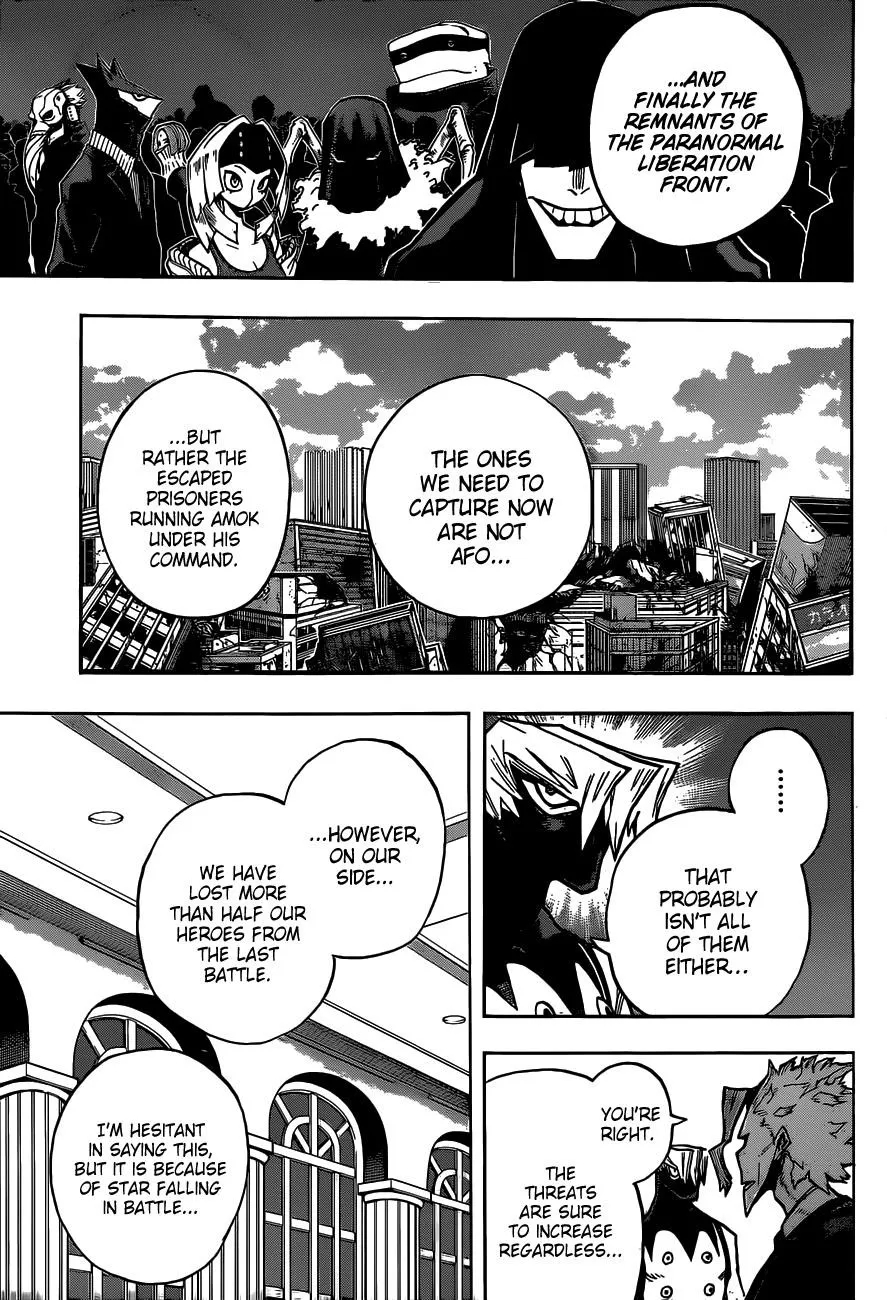 ...AND
FINALLY THE
REMNANTS
OF THE
PARANORMAL
LIBERATION
FRONT.
THE ONES
WE NEED TO
CAPTURE NOW
ARE NOT
AFO...
...BUT
RATHER THE
ESCAPED
PRISONERS
RUNNING AMOK
UNDER HIS
COMMAND.
カラオ
......
THAT
PROBABLY
ISN'T ALL
OF THEM
EITHER...
YOU'RE
RIGHT.
THE
THREATS
ARE SURE
TO INCREASE
REGARDLESS...
...HOWEVER,
ON OUR
SIDE...
WE HAVE
LOST MORE
THAN HALF OUR
HEROES FROM
THE LAST
BATTLE.
I'M HESITANT
IN SAYING THIS,
BUT IT IS BECAUSE
OF STAR FALLING
IN BATTLE...